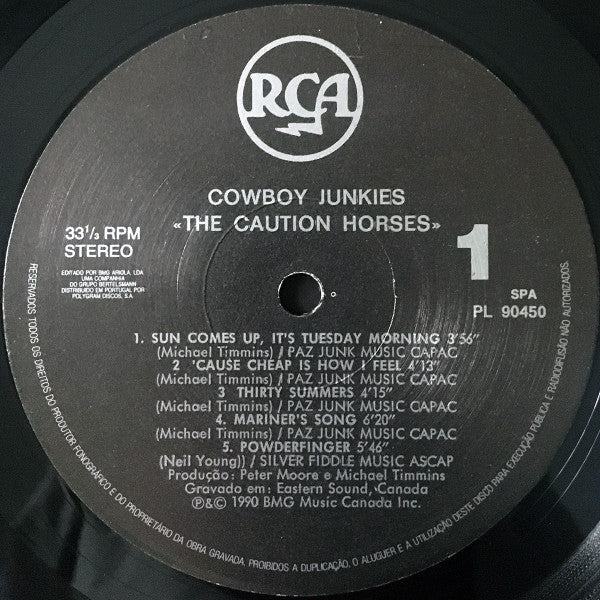 RCA
COWBOY JUNKIES
«THE CAUTION HORSES»
33 1/3 RPM
STEREO
1
EDITADO POR BMG ARIOLA, LDA
UMA COMPANHIA
DO GRUPO BERTELSMANN
DISTRIBUIDO EM PORTUGAL POR
POLYGRAM DISCOS, S.A.
SPA
PL 90450
1. SUN COMES UP, IT'S TUESDAY MORNING 3'56"
(Michael Timmins) / PAZ JUNK MUSIC CAPAC
2 'CAUSE CHEAP IS HOW I FEEL 4'13"
(Michael Timmins) / PAZ JUNK MUSIC CAPAC
3 THIRTY SUMMERS 4'15"
(Michael Timmins) / PAZ JUNK MUSIC CAPAC
4. MARINER'S SONG 6'20"
(Michael Timmins) / PAZ JUNK MUSIC CAPAC
5. POWDERFINGER 5'46"
(Neil Young)) / SILVER FIDDLE MUSIC ASCAP
Produção: Peter Moore e Michael Timmins
Gravado em: Eastern Sound, Canada
℗&© 1990 BMG Music Canada Inc.
RESERVADOS TODOS OS DIREITOS DO PRODUTOR FONOGRÁFICO E DO PROPRIETÁRIO DA OBRA GRAVADA. PROIBIDOS A DUPLICAÇÃO, O ALUGUER E A UTILIZAÇÃO DESTE DISCO PARA EXECUÇÃO PÚBLICA E RADIODIFUSÃO NÃO AUTORIZADOS.